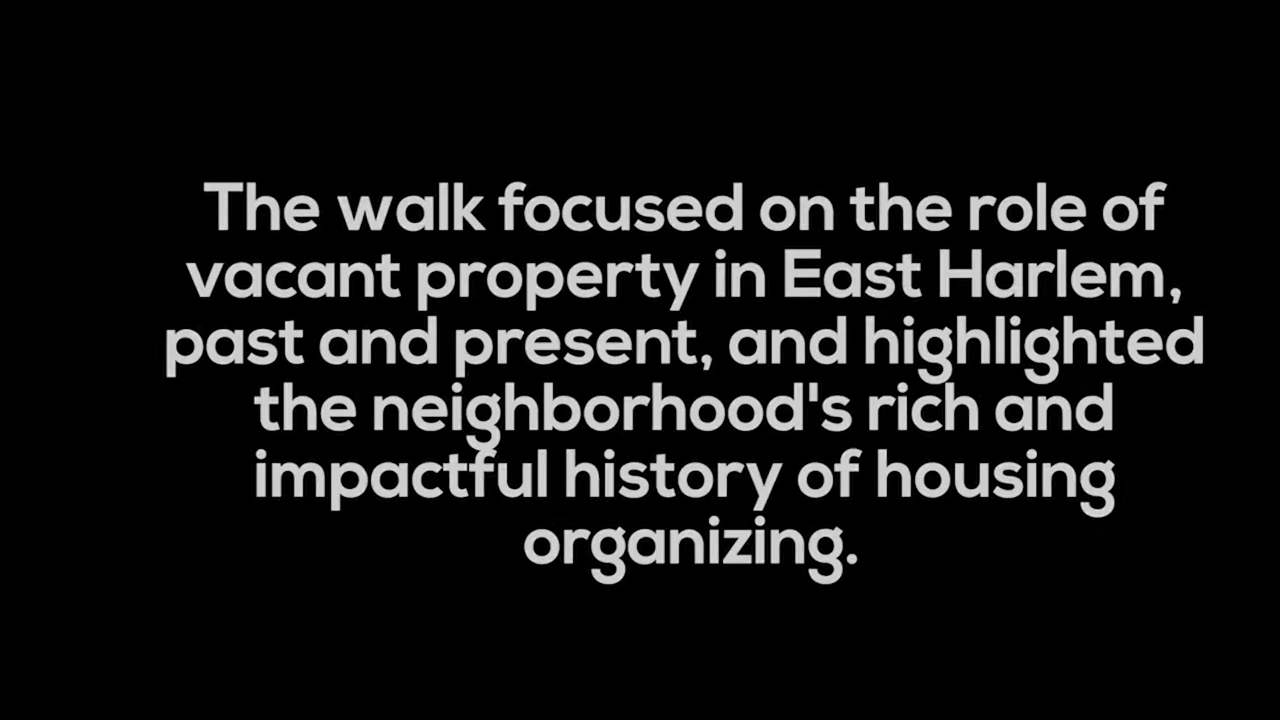 The walk focused on the role of
vacant property in East Harlem,
past and present, and highlighted
the neighborhood's rich and
impactful history of housing
organizing.